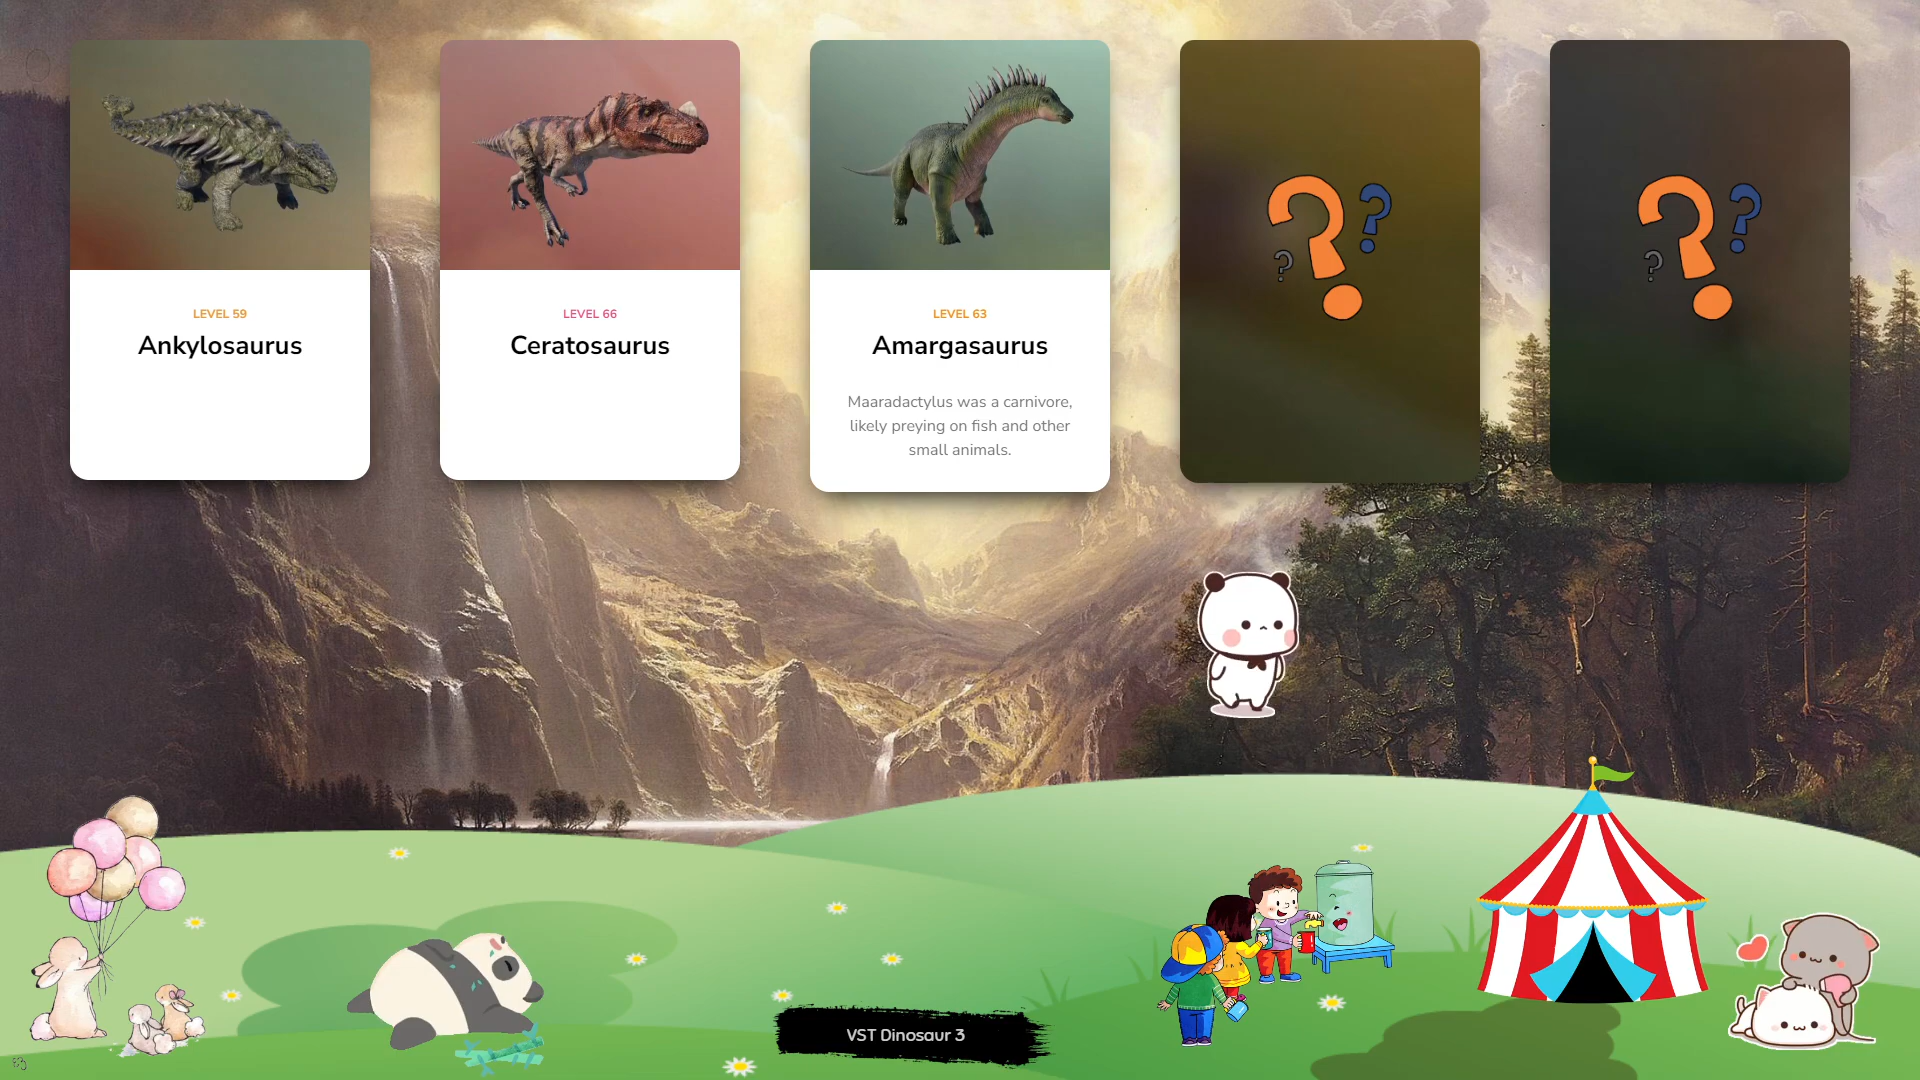 LEVEL 59
Ankylosaurus
LEVEL 66
Ceratosaurus
LEVEL 63
Amargasaurus
Maaradactylus was a carnivore,
likely preying on fish and other
small animals.
???
???
VST Dinosaur 3